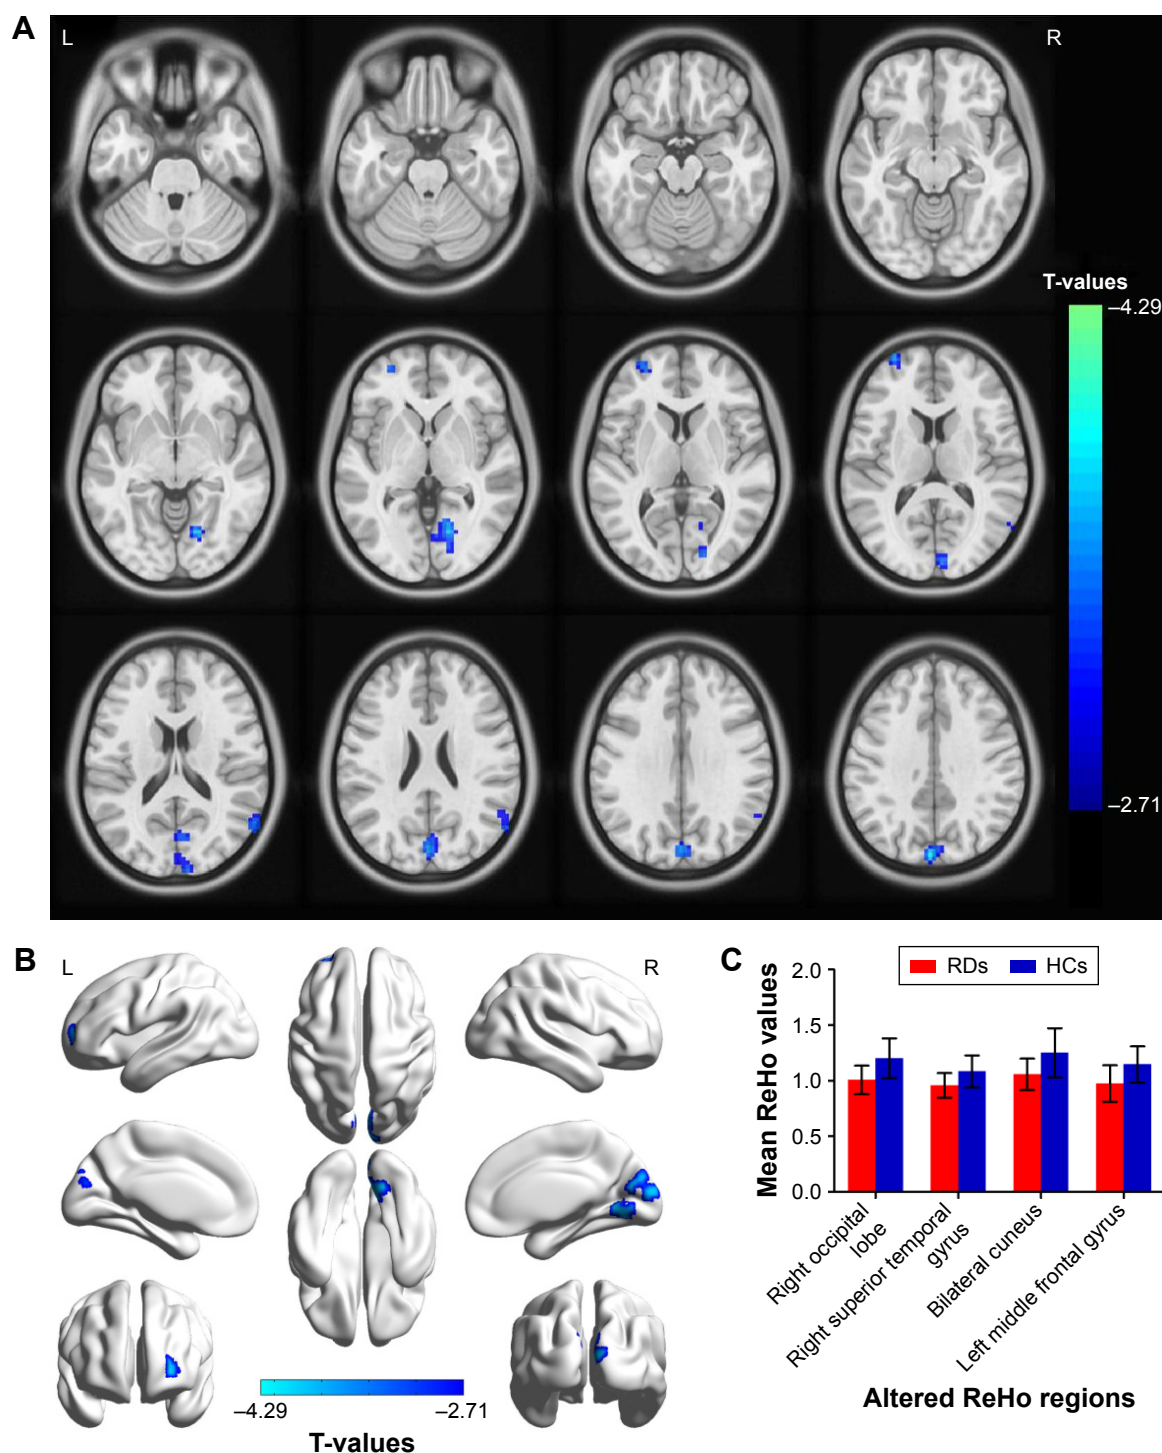 A
L
R
T-values
–4.29
–2.71
B
L
R
–4.29
–2.71
T-values
C
RDs
HCs
Mean ReHo values
2.0
1.5
1.0
0.5
0.0
Right occipital
lobe
Right superior temporal
gyrus
Bilateral cuneus
Left middle frontal gyrus
Altered ReHo regions